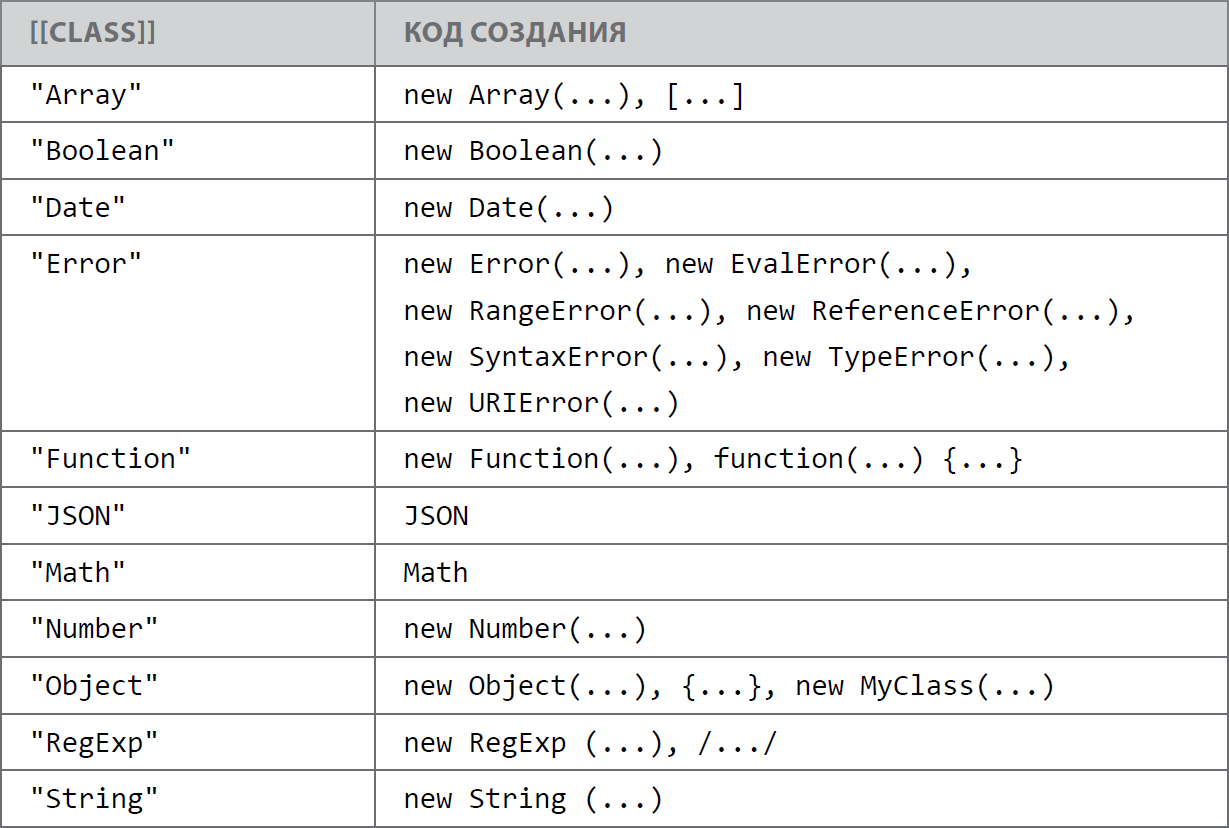 [[CLASS]] КОД СОЗДАНИЯ
"Array" new Array(...), [...]
"Boolean" new Boolean(...)
"Date" new Date(...)
"Error" new Error(...), new EvalError(...),
new RangeError(...), new ReferenceError(...),
new SyntaxError(...), new TypeError(...),
new URIError(...)
"Function" new Function(...), function(...) {...}
"JSON" JSON
"Math" Math
"Number" new Number(...)
"Object" new Object(...), {...}, new MyClass(...)
"RegExp" new RegExp (...), /.../
"String" new String (...)